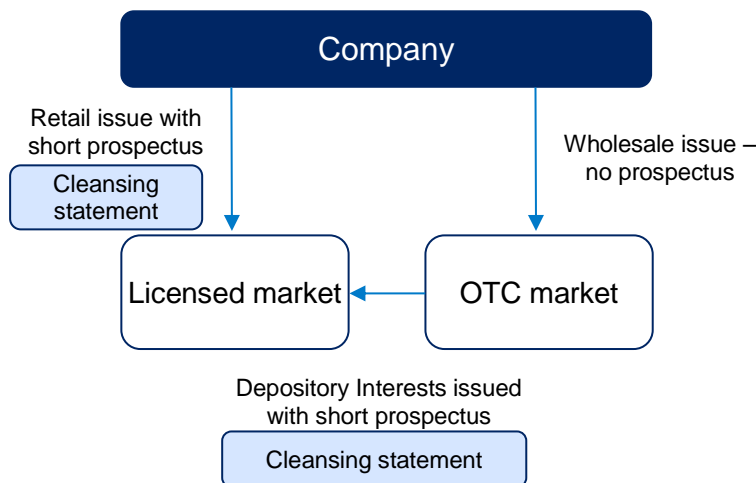 Company
Retail issue with
short prospectus
Cleansing
statement
Wholesale issue –
no prospectus
Licensed market
OTC market
Depository Interests issued
with short prospectus
Cleansing statement